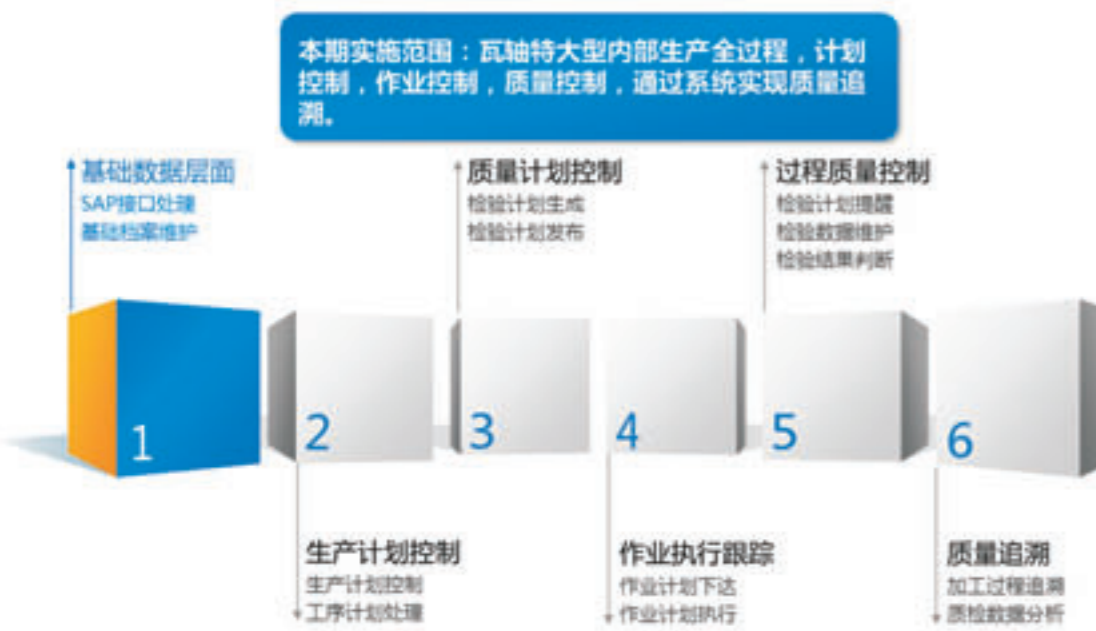 本期实施范围：瓦轴特大型内部生产全过程，计划
控制，作业控制，质量控制，通过系统实现质量追
溯。
基础数据层面
SAP接口处理
基础档案维护
质量计划控制
检验计划生成
检验计划发布
过程质量控制
检验计划提醒
检验数据维护
检验结果判断
1
2
3
4
5
6
生产计划控制
生产计划控制
工序计划处理
作业执行跟踪
作业计划下达
作业计划执行
质量追溯
加工过程追溯
质检数据分析